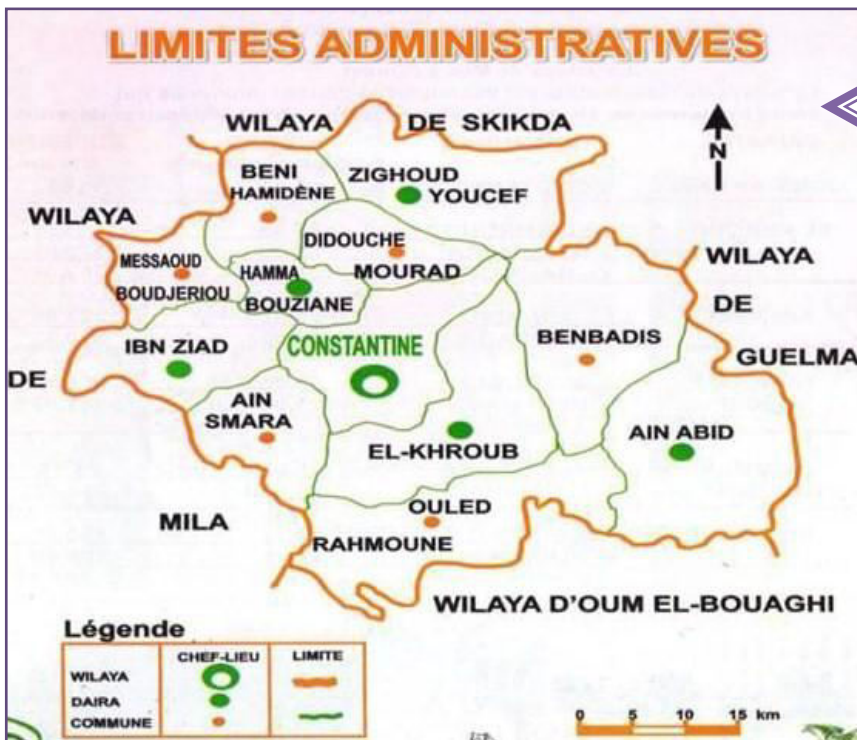 LIMITES ADMINISTRATIVES
WILAYA DE SKIKDA
N
BENI
HAMIDÈNE
ZIGHOUD
YOUCEF
WILAYA
DIDOUCHE
MOURAD
WILAYA
DE
GUELMA
MESSAOUD
BOUDJERIOU
HAMMA
BOUZIANE
CONSTANTINE
BENBADIS
IBN ZIAD
DE
AIN
SMARA
EL-KHROUB
AIN ABID
MILA
OULED
RAHMOUNE
WILAYA D'OUM EL-BOUAGHI
Légende
CHEF-LIEU LIMITE
WILAYA
DAIRA
COMMUNE
0 5 10 15 km